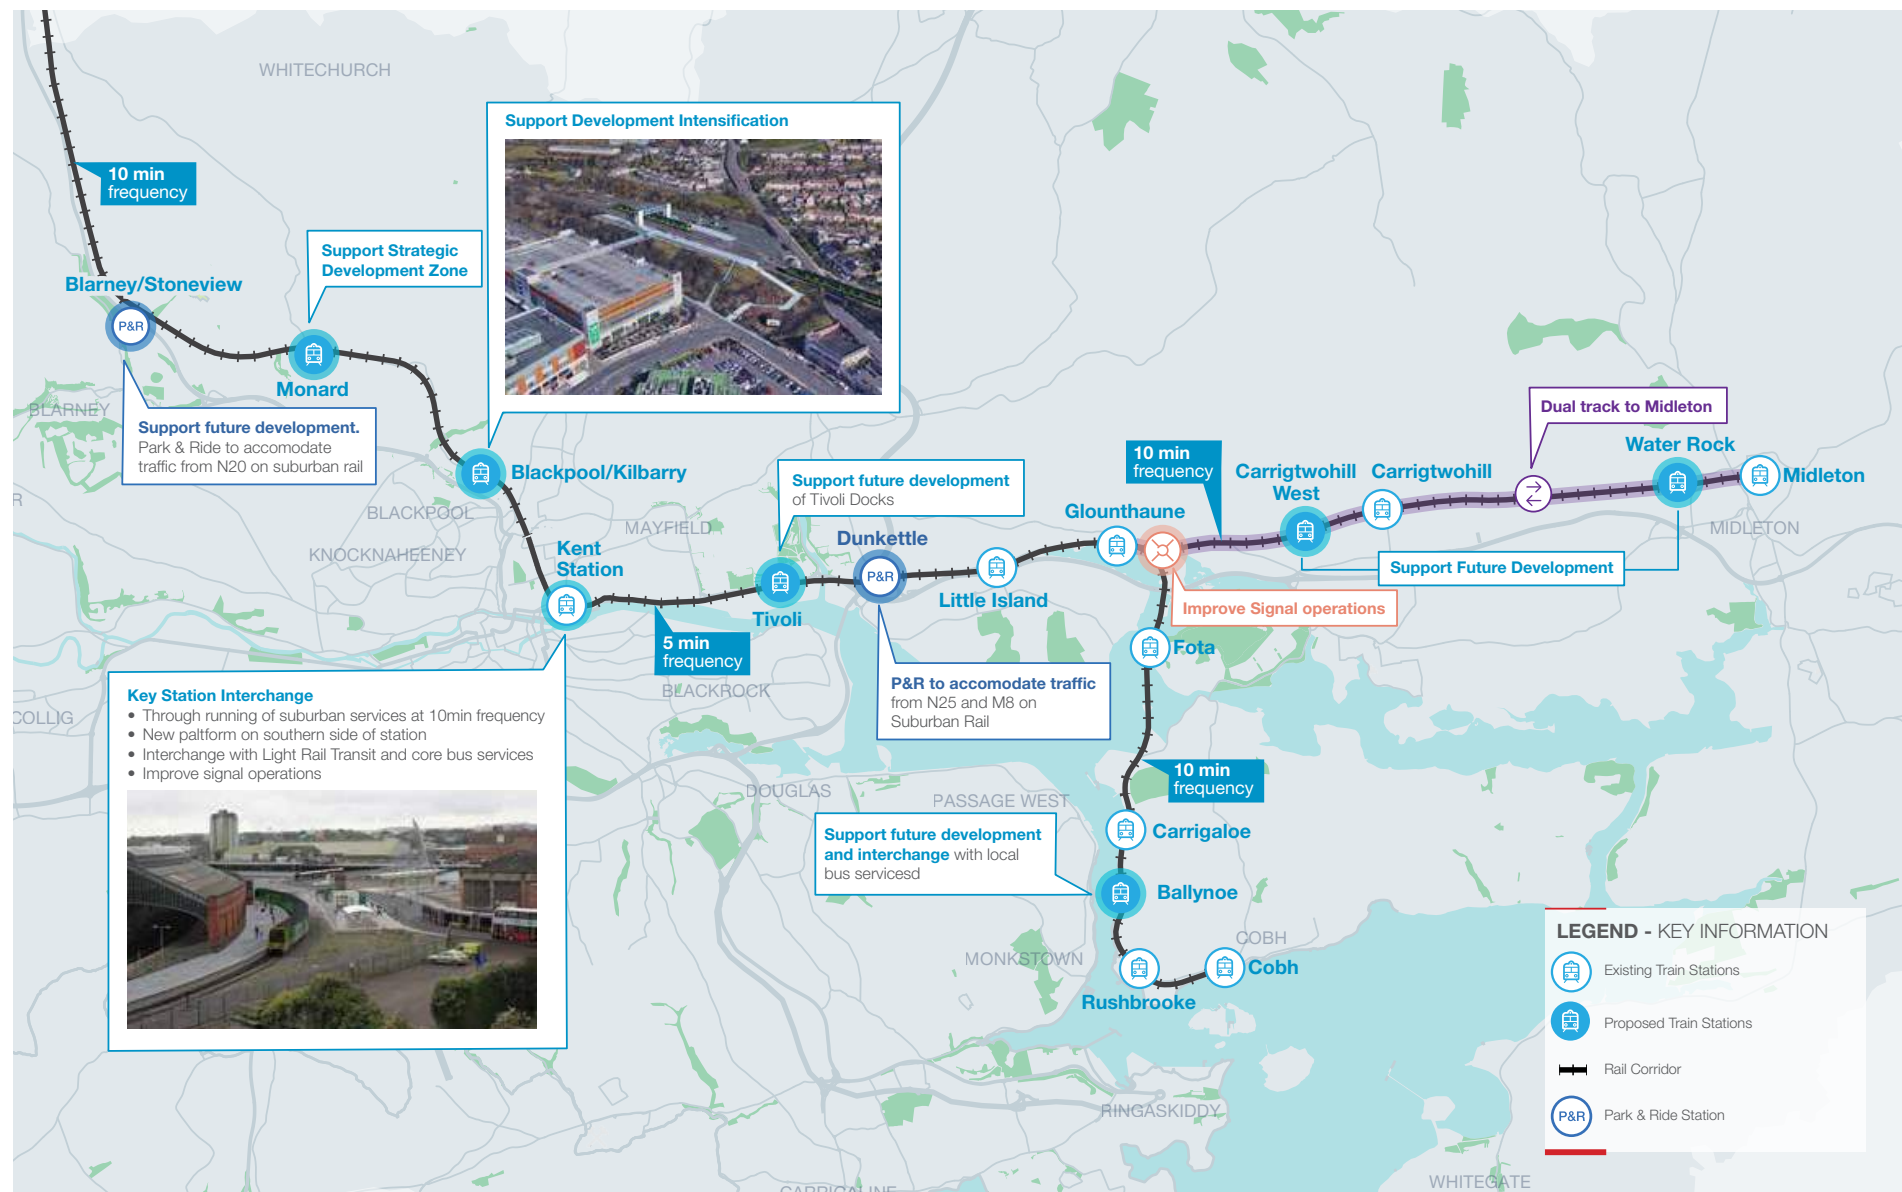 WHITECHURCH
10 min
frequency
Support Development Intensification
Support Strategic
Development Zone
Blarney/Stoneview
P&R
Monard
BLARNEY
Support future development.
Park & Ride to accomodate
traffic from N20 on suburban rail
R
Blackpool/Kilbarry
BLACKPOOL
KNOCKNAHEENEY
MAYFIELD
Kent
Station
Support future development
of Tivoli Docks
Tivoli
5 min
frequency
Dunkettle
P&R
Little Island
Glounthaune
10 min
frequency
Carrigtwohill
West
Carrigtwohill
Dual track to Midleton
Water Rock
Midleton
MIDLETON
Support Future Development
Improve Signal operations
Fota
P&R to accomodate traffic
from N25 and M8 on
Suburban Rail
BLACKROCK
COLLIG
Key Station Interchange
• Through running of suburban services at 10min frequency
• New paltform on southern side of station
• Interchange with Light Rail Transit and core bus services
• Improve signal operations
DOUGLAS
PASSAGE WEST
10 min
frequency
Support future development
and interchange with local
bus servicesd
Carrigaloe
Ballynoe
MONKSTOWN
COBH
Cobh
Rushbrooke
RINGASKIDDY
CARRIGALINE
WHITEGATE
LEGEND - KEY INFORMATION
Existing Train Stations
Proposed Train Stations
Rail Corridor
P&R
Park & Ride Station